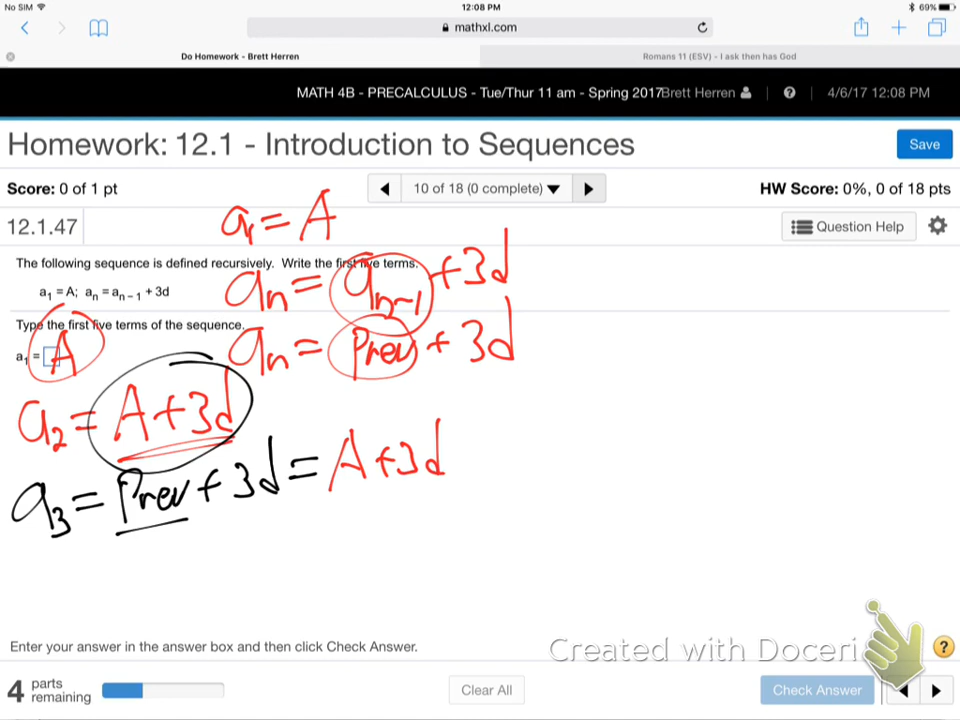 No SIM 12:08 PM 69%
mathxl.com
Do Homework - Brett Herren Romans 11 (ESV) - I ask then has God
MATH 4B - PRECALCULUS - Tue/Thur 11 am - Spring 2017 Brett Herren ? 4/6/17 12:08 PM
Homework: 12.1 - Introduction to Sequences Save
Score: 0 of 1 pt 10 of 18 (0 complete) HW Score: 0%, 0 of 18 pts
a₁ = A
12.1.47 Question Help
The following sequence is defined recursively. Write the first five terms.
aₙ = aₙ₋₁ + 3d
a₁ = A; aₙ = aₙ₋₁ + 3d
Type the first five terms of the sequence.
aₙ = Prev + 3d
a₁ = A
a₂ = A + 3d
a₃ = Prev + 3d = A + 3d
Enter your answer in the answer box and then click Check Answer.
Created with Doceri
?
4 parts remaining Clear All Check Answer